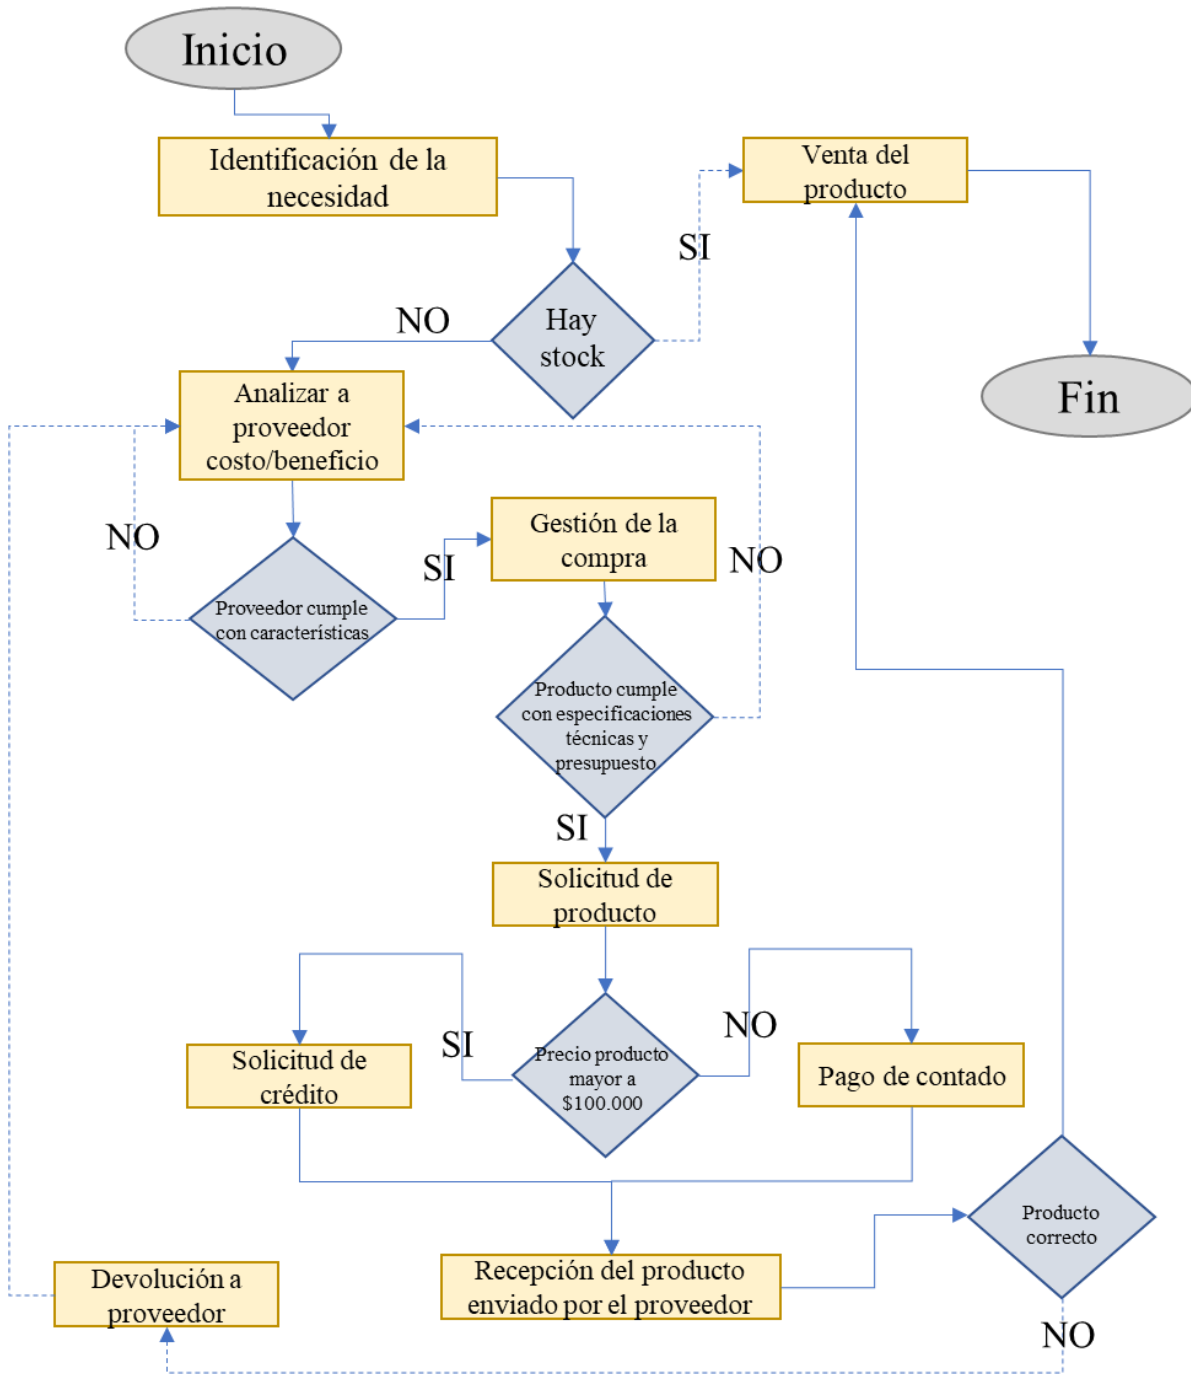 Inicio
Identificación de la
necesidad
Venta del
producto
SI
NO
Hay
stock
Fin
Analizar a
proveedor
costo/beneficio
NO
SI
Gestión de la
compra
NO
Proveedor cumple
con características
Producto cumple
con especificaciones
técnicas y
presupuesto
SI
Solicitud de
producto
SI
NO
Precio producto
mayor a
$100.000
Solicitud de
crédito
Pago de contado
Producto
correcto
Recepción del producto
enviado por el proveedor
Devolución a
proveedor
NO